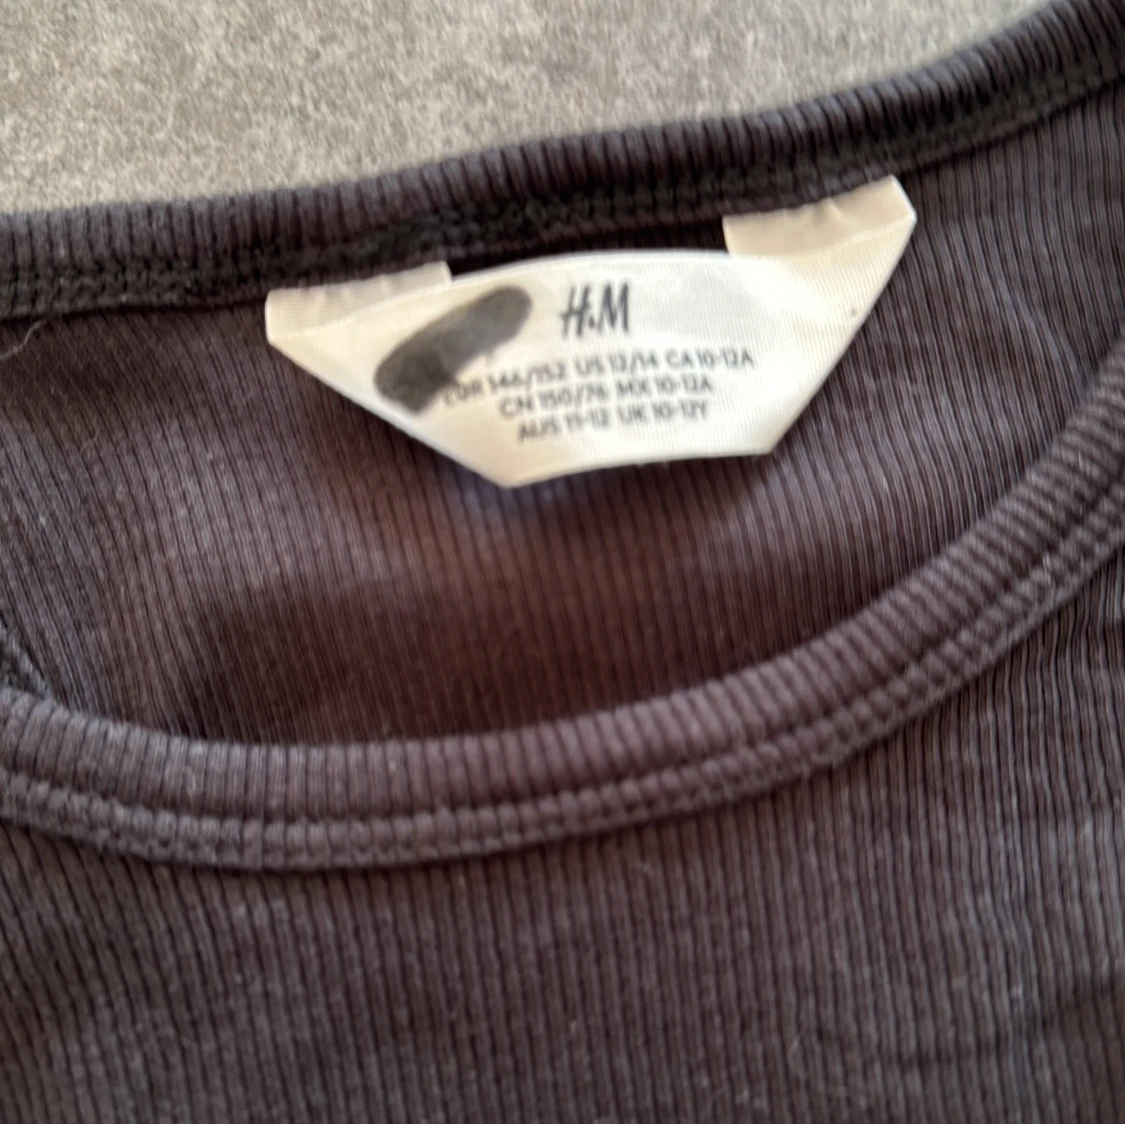 H&M
EUR 146/152 US 12/14 CA 10-12A
CN 150/76 MX 10-12A
AUS 11-12 UK 10-12Y